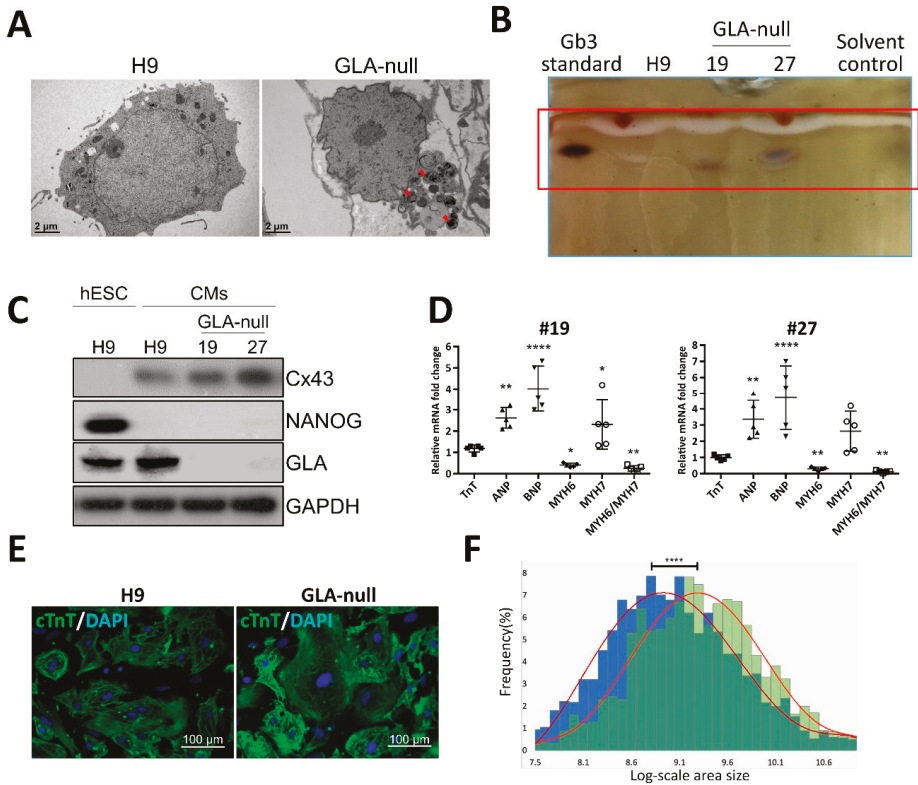 A
H9
GLA-null
2 µm
2 µm
B
GLA-null
Gb3
standard
H9
19
27
Solvent
control
C
hESC
CMs
GLA-null
H9
H9
19
27
Cx43
NANOG
GLA
GAPDH
D
#19
Relative mRNA fold change
6
5
4
3
2
1
0
**
****
*
*
**
TnT
ANP
BNP
MYH6
MYH7
MYH6/MYH7
#27
Relative mRNA fold change
8
6
4
2
0
**
****
**
**
TnT
ANP
BNP
MYH6
MYH7
MYH6/MYH7
E
H9
GLA-null
cTnT/DAPI
cTnT/DAPI
100 µm
100 µm
F
****
Frequency(%)
8
7
6
5
4
3
2
1
0
7.5
8.1
8.6
9.1
9.6
10.1
10.6
Log-scale area size